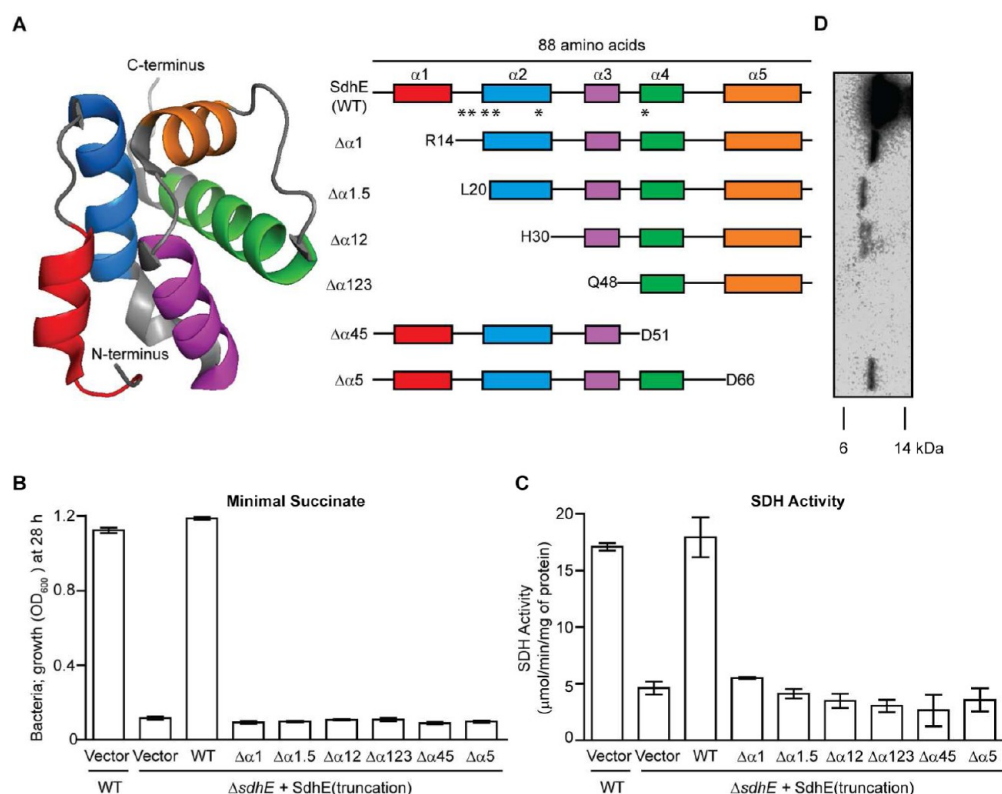 A
C-terminus
N-terminus
88 amino acids
α1 α2 α3 α4 α5
SdhE
(WT)
** ** * *
Δα1 R14
Δα1.5 L20
Δα12 H30
Δα123 Q48
Δα45 D51
Δα5 D66
D
6 14 kDa
B
Minimal Succinate
Bacteria; growth (OD600) at 28 h
1.2
0.8
0.4
0
Vector Vector WT Δα1 Δα1.5 Δα12 Δα123 Δα45 Δα5
WT ΔsdhE + SdhE(truncation)
C
SDH Activity
SDH Activity
(µmol/min/mg of protein)
20
15
10
5
0
Vector Vector WT Δα1 Δα1.5 Δα12 Δα123 Δα45 Δα5
WT ΔsdhE + SdhE(truncation)